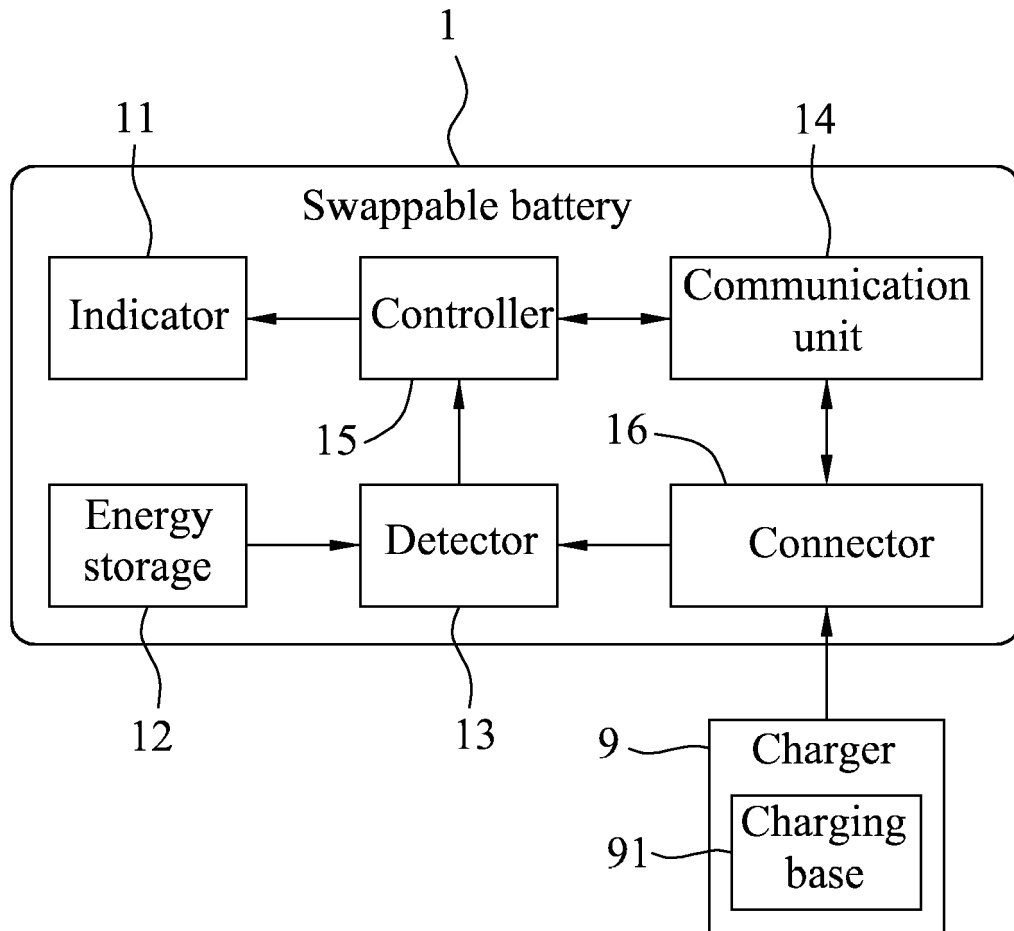 1
11
14
Swappable battery
Indicator
Controller
Communication
unit
15
16
Energy
storage
Detector
Connector
12
13
9
Charger
91
Charging
base